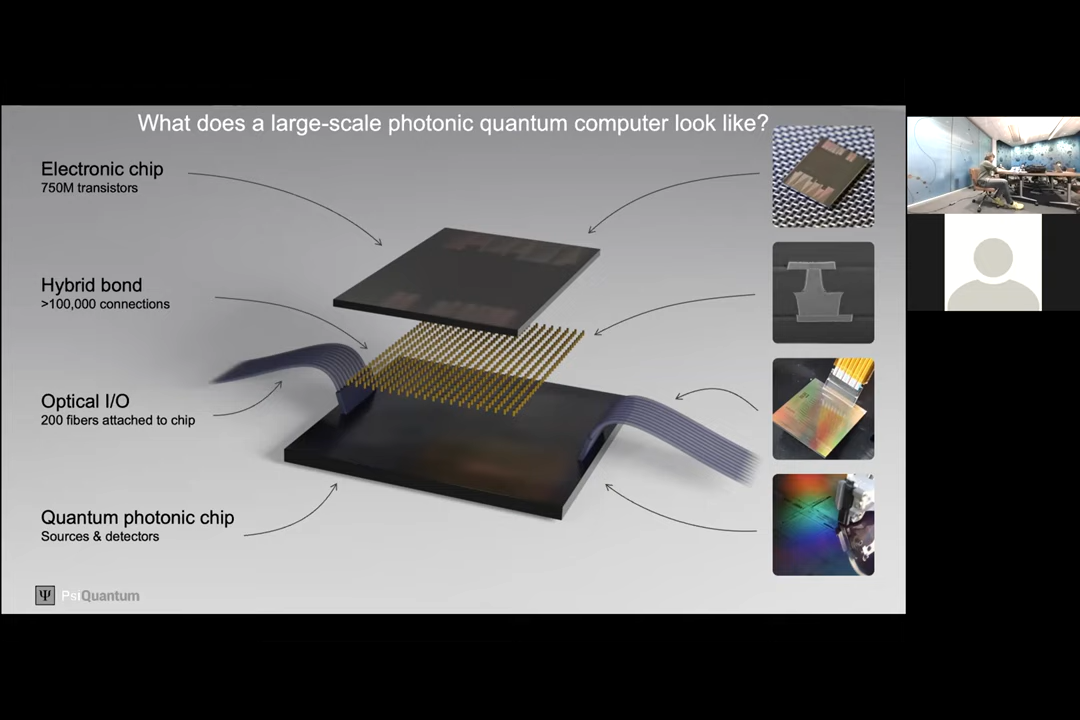 What does a large-scale photonic quantum computer look like?
Electronic chip
750M transistors
Hybrid bond
>100,000 connections
Optical I/O
200 fibers attached to chip
Quantum photonic chip
Sources & detectors
Ψ PsiQuantum